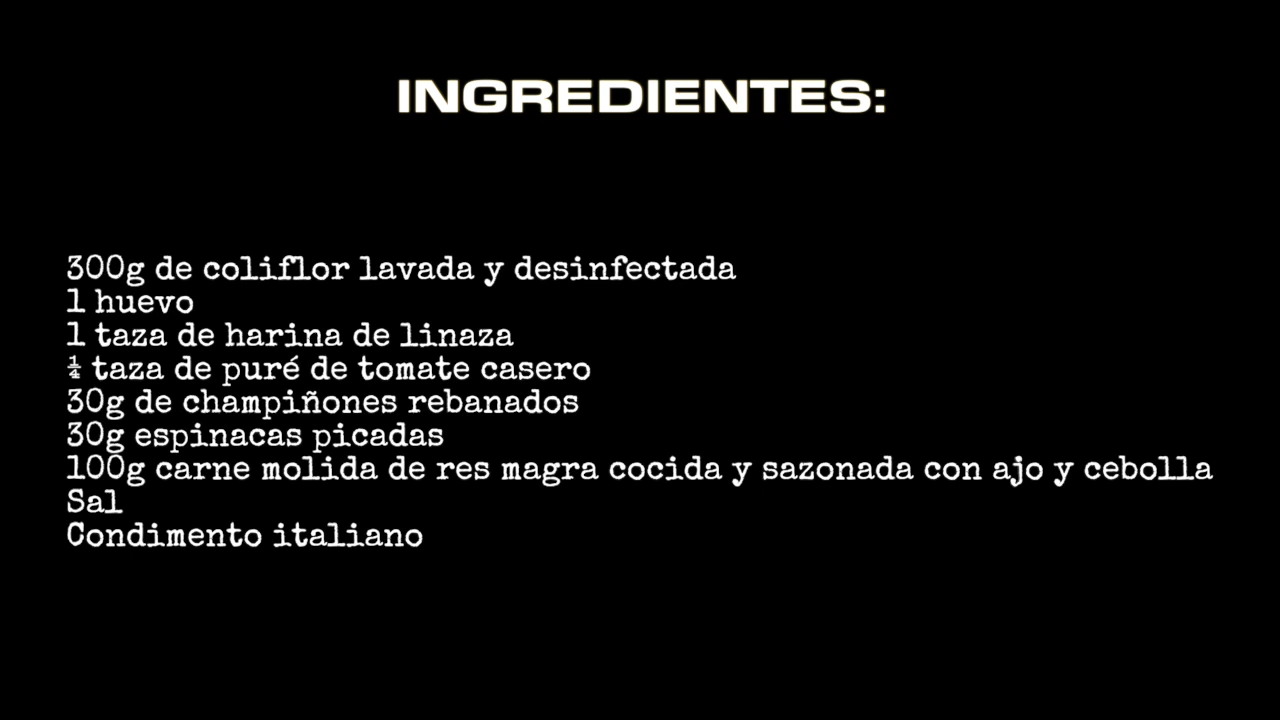 INGREDIENTES:
300g de coliflor lavada y desinfectada
1 huevo
1 taza de harina de linaza
¼ taza de puré de tomate casero
30g de champiñones rebanados
30g espinacas picadas
100g carne molida de res magra cocida y sazonada con ajo y cebolla
Sal
Condimento italiano